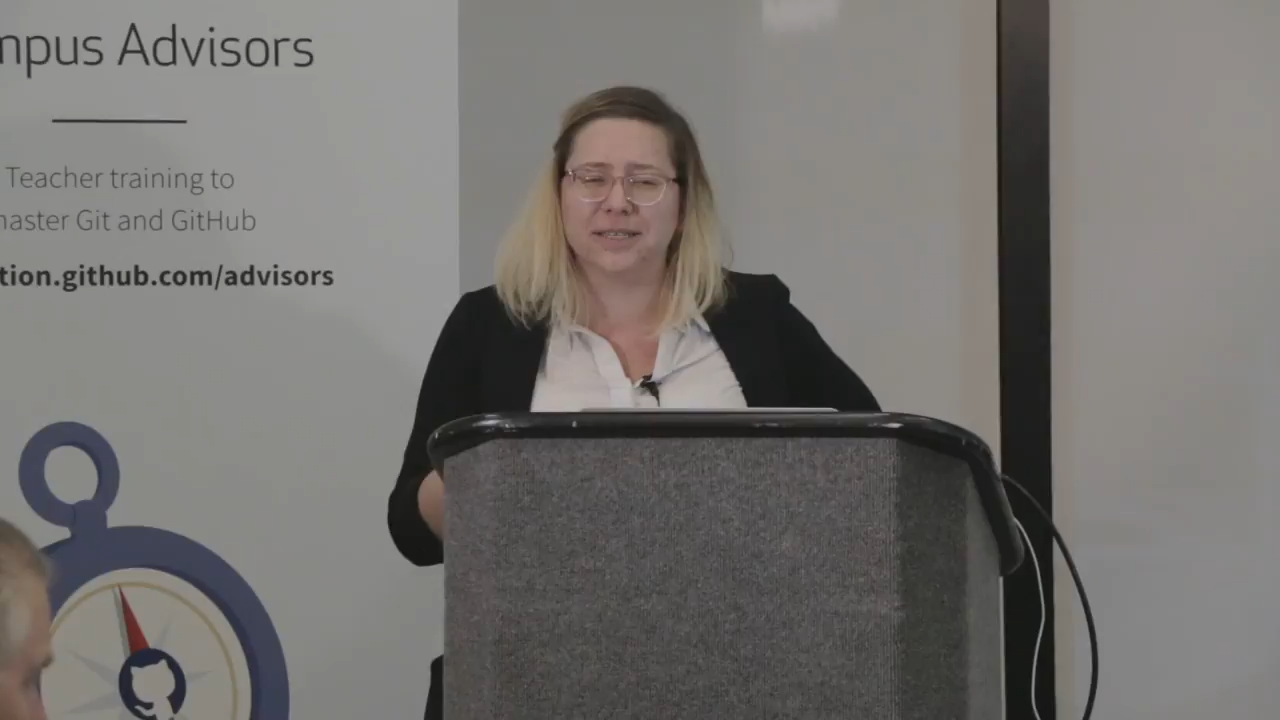 mpus Advisors
Teacher training to
master Git and GitHub
tion.github.com/advisors